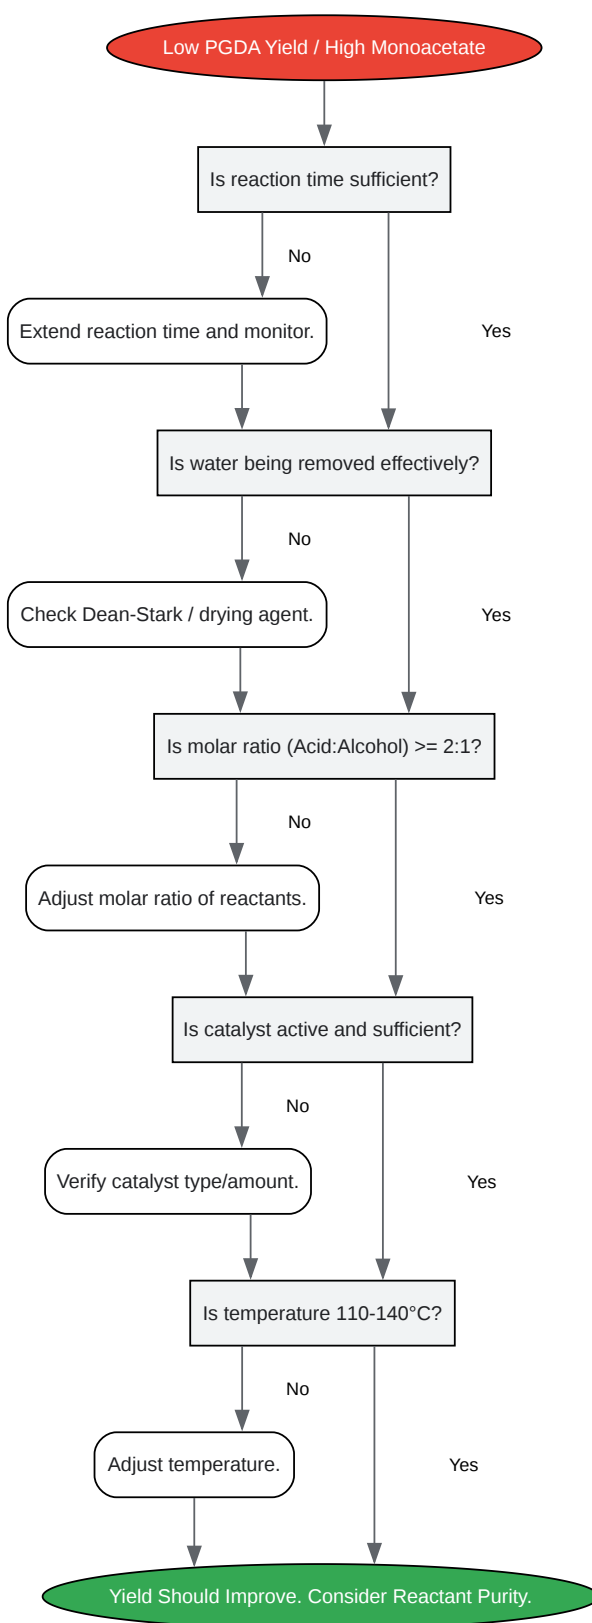 Low PGDA Yield / High Monoacetate
Is reaction time sufficient?
No
Extend reaction time and monitor.
Yes
Is water being removed effectively?
No
Check Dean-Stark / drying agent.
Yes
Is molar ratio (Acid:Alcohol) >= 2:1?
No
Adjust molar ratio of reactants.
Yes
Is catalyst active and sufficient?
No
Verify catalyst type/amount.
Yes
Is temperature 110-140°C?
No
Adjust temperature.
Yes
Yield Should Improve. Consider Reactant Purity.